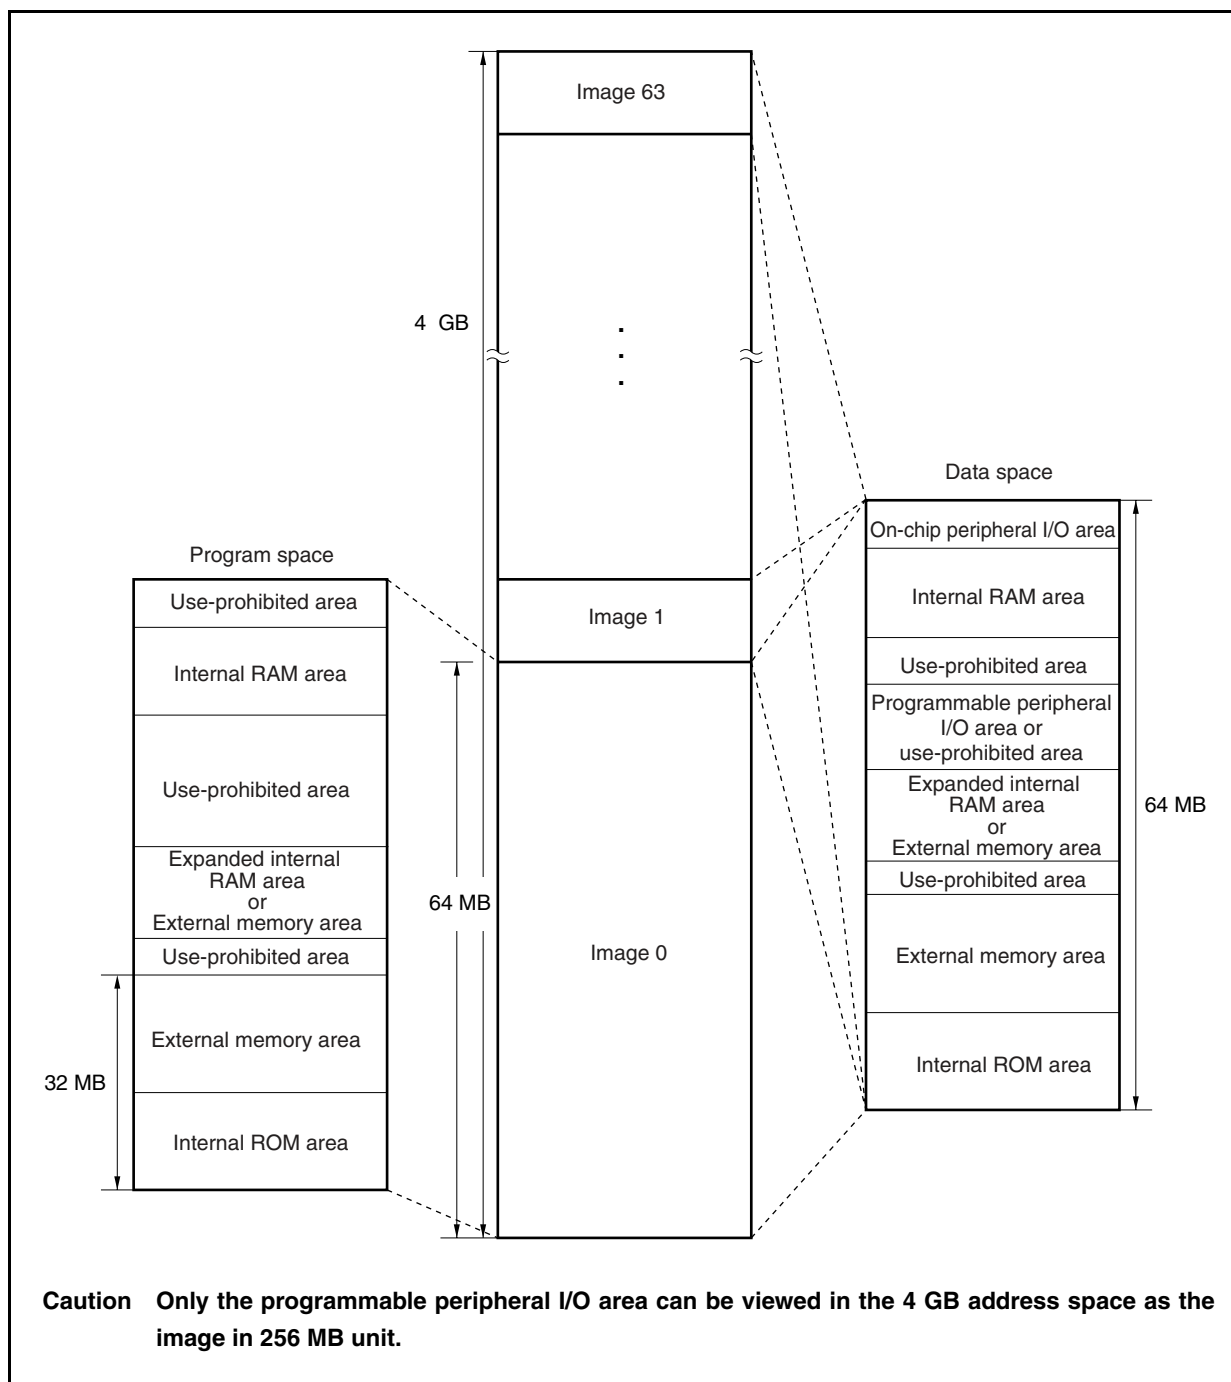 Image 63
4 GB
.
.
.
Data space
On-chip peripheral I/O area
Program space
Use-prohibited area
Internal RAM area
Image 1
Internal RAM area
Use-prohibited area
Programmable peripheral
I/O area or
use-prohibited area
Use-prohibited area
Expanded internal
RAM area
or
External memory area
64 MB
Expanded internal
RAM area
or
External memory area
Use-prohibited area
64 MB
Use-prohibited area
Image 0
External memory area
External memory area
32 MB
Internal ROM area
Internal ROM area
Caution Only the programmable peripheral I/O area can be viewed in the 4 GB address space as the
image in 256 MB unit.